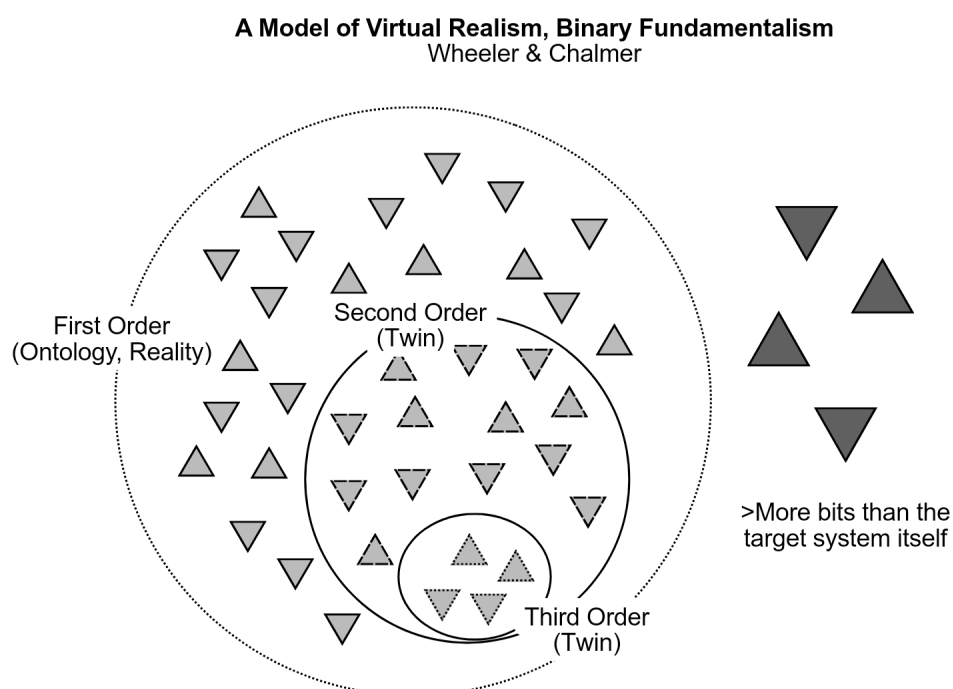 A Model of Virtual Realism, Binary Fundamentalism
Wheeler & Chalmer
First Order
(Ontology, Reality)
Second Order
(Twin)
>More bits than the
target system itself
Third Order
(Twin)